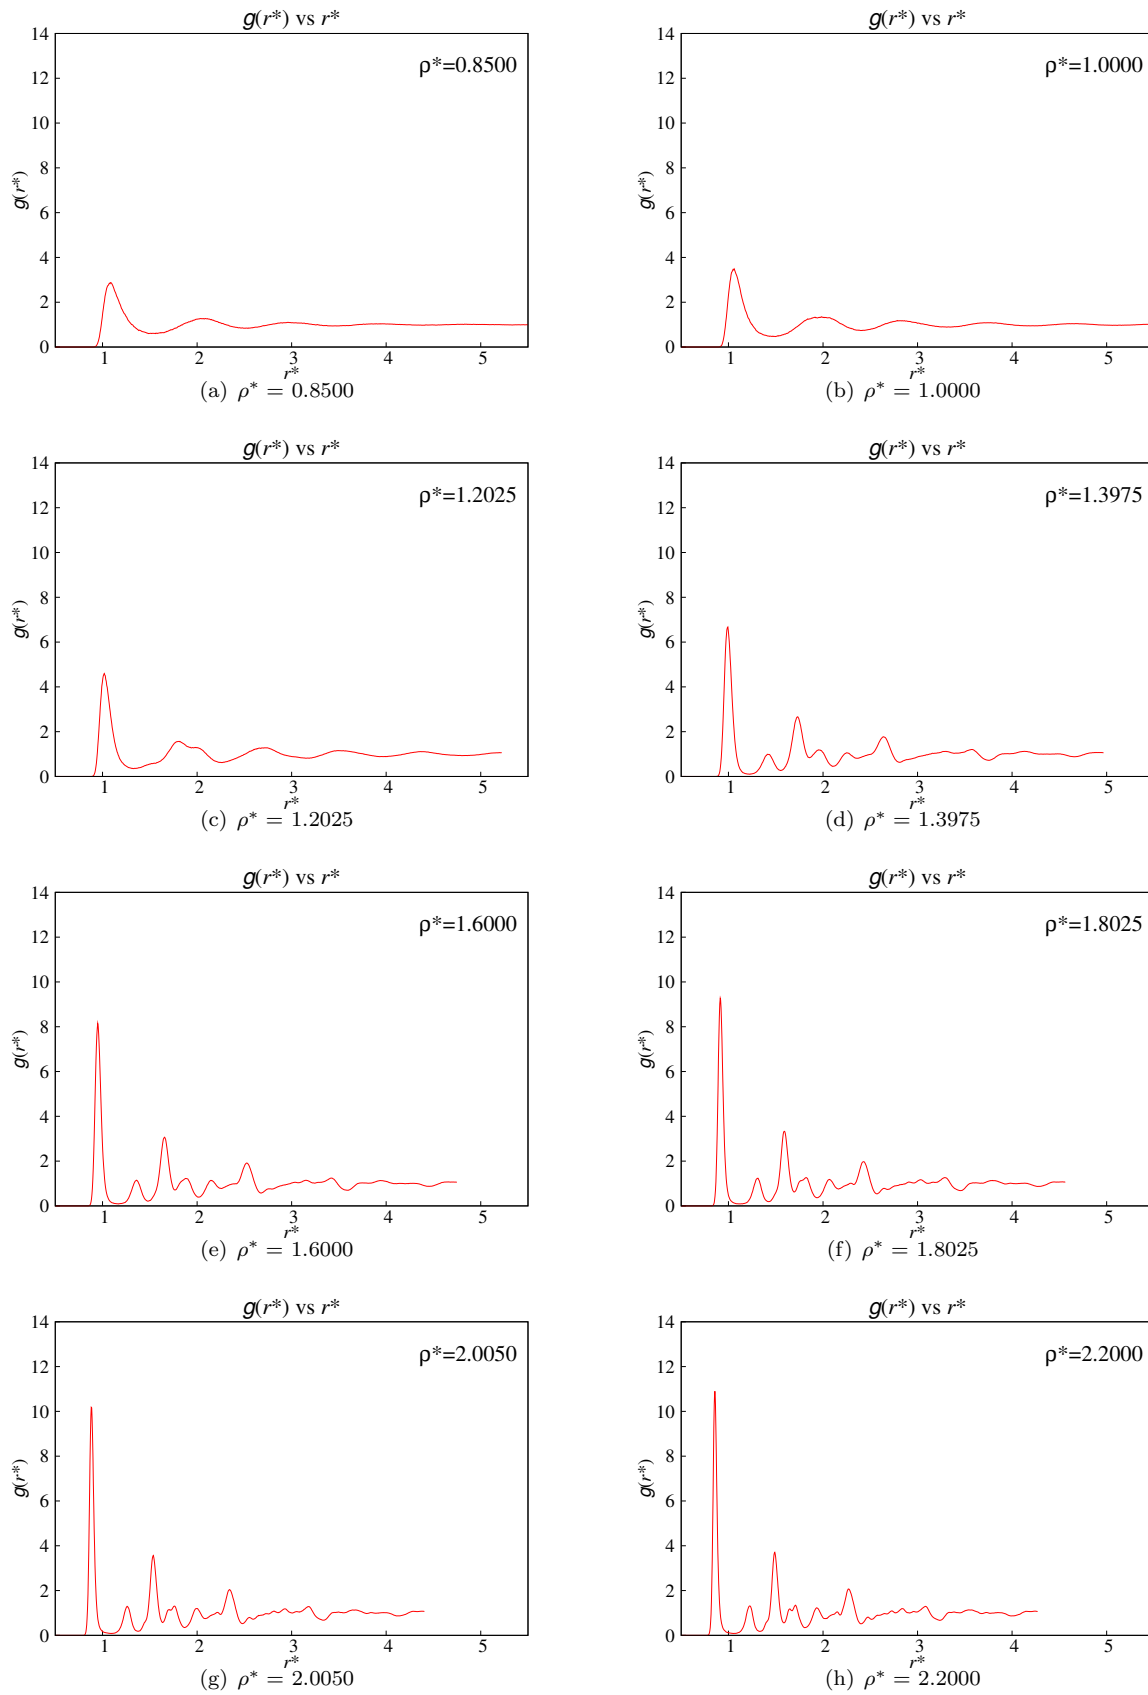 g(r*) vs r*
ρ*=0.8500
14
12
10
8
6
4
2
0
g(r*)
1 2 3 4 5
r*
(a) ρ* = 0.8500
g(r*) vs r*
ρ*=1.0000
14
12
10
8
6
4
2
0
g(r*)
1 2 3 4 5
r*
(b) ρ* = 1.0000
g(r*) vs r*
ρ*=1.2025
14
12
10
8
6
4
2
0
g(r*)
1 2 3 4 5
r*
(c) ρ* = 1.2025
g(r*) vs r*
ρ*=1.3975
14
12
10
8
6
4
2
0
g(r*)
1 2 3 4 5
r*
(d) ρ* = 1.3975
g(r*) vs r*
ρ*=1.6000
14
12
10
8
6
4
2
0
g(r*)
1 2 3 4 5
r*
(e) ρ* = 1.6000
g(r*) vs r*
ρ*=1.8025
14
12
10
8
6
4
2
0
g(r*)
1 2 3 4 5
r*
(f) ρ* = 1.8025
g(r*) vs r*
ρ*=2.0050
14
12
10
8
6
4
2
0
g(r*)
1 2 3 4 5
r*
(g) ρ* = 2.0050
g(r*) vs r*
ρ*=2.2000
14
12
10
8
6
4
2
0
g(r*)
1 2 3 4 5
r*
(h) ρ* = 2.2000